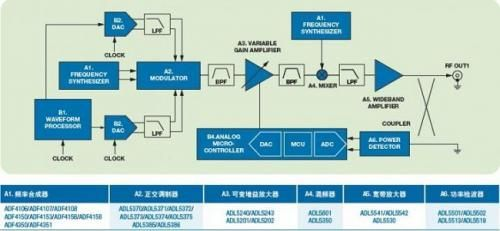 B2.
DAC
LPF
CLOCK
A1.
FREQUENCY
SYNTHESIZER
A2.
MODULATOR
B1.
WAVEFORM
PROCESSOR
CLOCK
B2.
DAC
CLOCK
LPF
BPF
A3. VARIABLE
GAIN AMPLIFIER
BPF
A1.
FREQUENCY
SYNTHESIZER
A4. MIXER
LPF
A5. WIDEBAND
AMPLIFIER
RF OUT1
COUPLER
B4.ANALOG
MICRO-
CONTROLLER
DAC
MCU
ADC
A6. POWER
DETECTOR
A1. 频率合成器
A2. 正交调制器
A3. 可变增益放大器
A4. 混频器
A5. 宽带放大器
A6. 功率检波器
ADF4106/ADF4107/ADF4108
ADF4150/ADF4153/ADF4156/ADF4158
ADF4350/ADF4351
ADL5370/ADL5371/ADL5372/
ADL5373/ADL5374/ADL5375
ADL5385/ADL5386
ADL5240/ADL5243
ADL5201/ADL5202
ADL5801
ADL5350
ADL5541/ADL5542
ADL5530
ADL5501/ADL5502
ADL5513/ADL5519